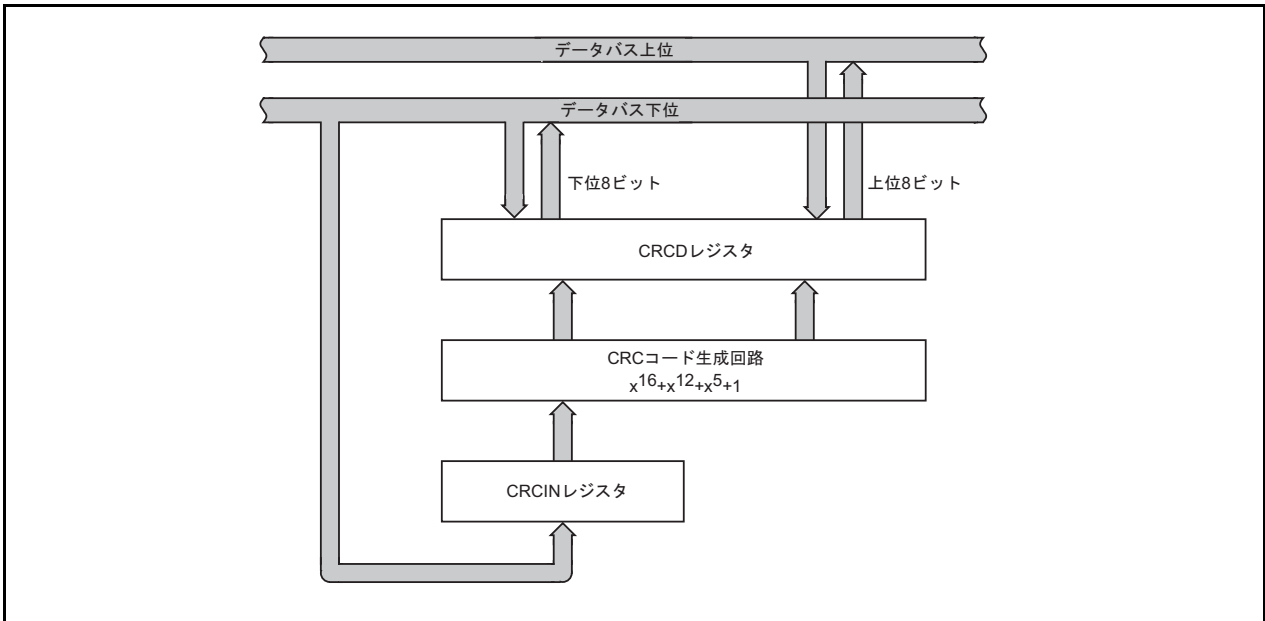 データバス上位
データバス下位
下位8ビット
上位8ビット
CRCDレジスタ
CRCコード生成回路
x16+x12+x5+1
CRCINレジスタ